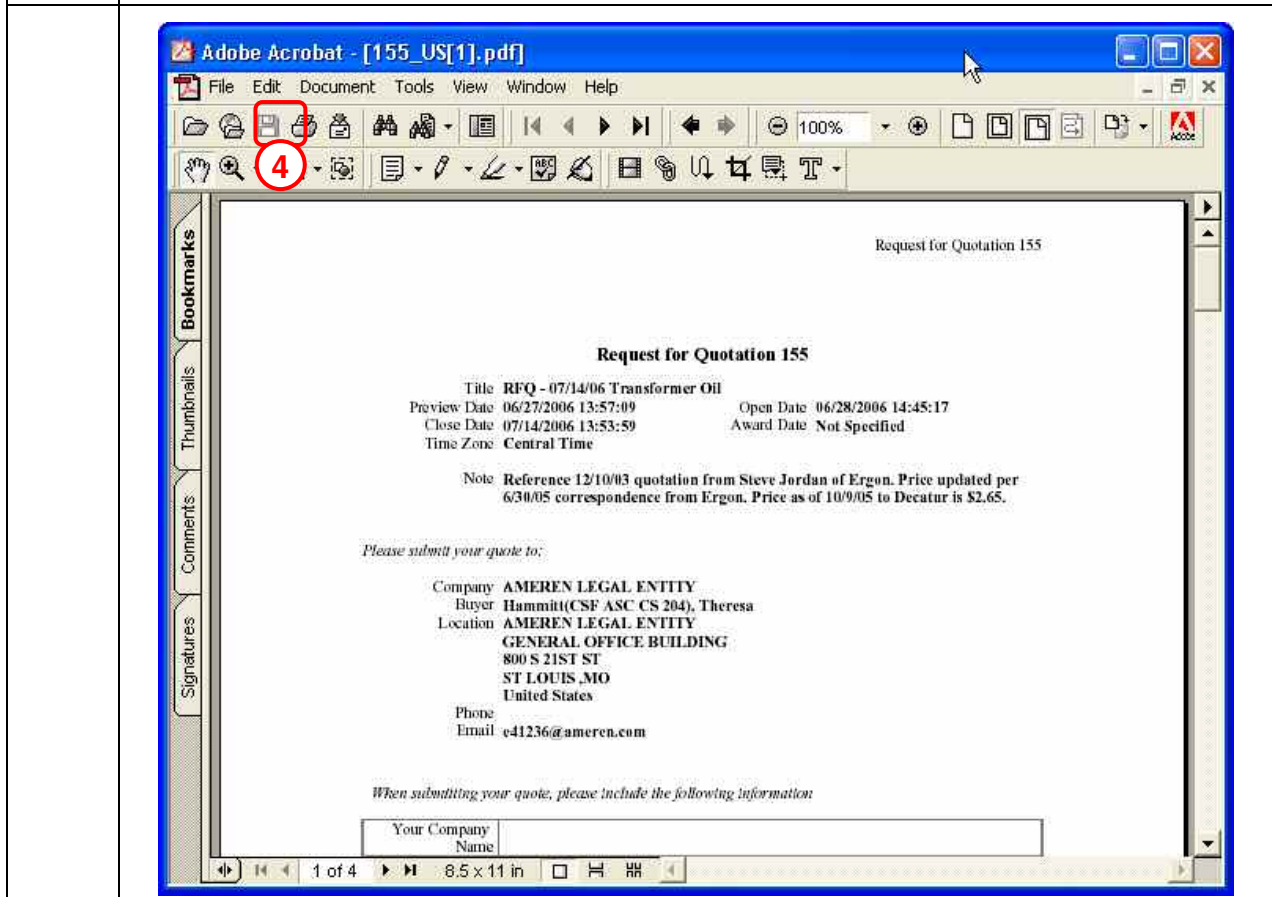 Adobe Acrobat - [155_US[1].pdf]
File Edit Document Tools View Window Help
100%
Adobe
4
Bookmarks
Thumbnails
Comments
Signatures
Request for Quotation 155
Request for Quotation 155
Title RFQ - 07/14/06 Transformer Oil
Preview Date 06/27/2006 13:57:09 Open Date 06/28/2006 14:45:17
Close Date 07/14/2006 13:53:59 Award Date Not Specified
Time Zone Central Time
Note Reference 12/10/03 quotation from Steve Jordan of Ergon. Price updated per
6/30/05 correspondence from Ergon. Price as of 10/9/05 to Decatur is $2.65.
Please submit your quote to:
Company AMEREN LEGAL ENTITY
Buyer Hammitt(CSF ASC CS 204), Theresa
Location AMEREN LEGAL ENTITY
GENERAL OFFICE BUILDING
800 S 21ST ST
ST LOUIS ,MO
United States
Phone
Email e41236@ameren.com
When submitting your quote, please include the following information
Your Company
Name
1 of 4 8.5 x 11 in